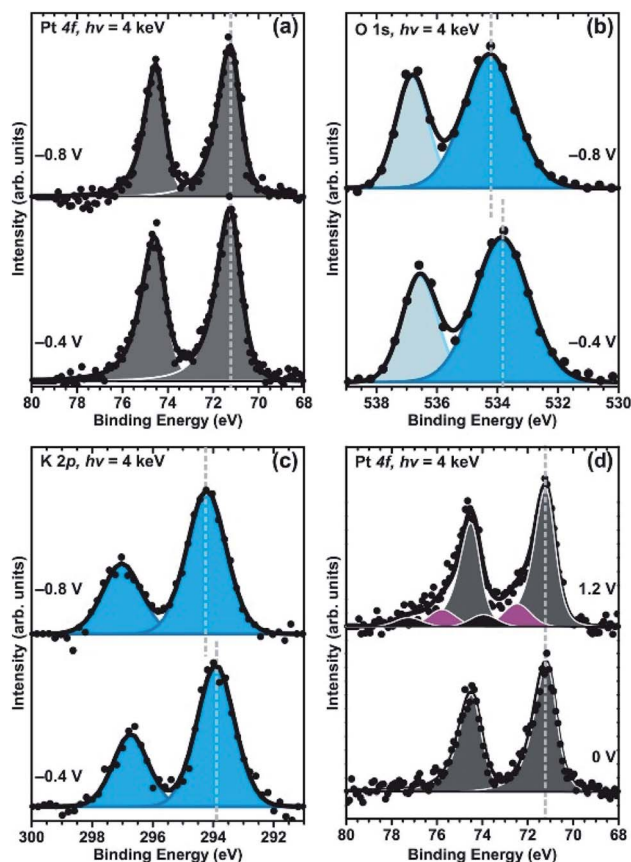 Pt 4f, hν = 4 keV
(a)
−0.8 V
−0.4 V
Intensity (arb. units)
80 78 76 74 72 70 68
Binding Energy (eV)
O 1s, hν = 4 keV
(b)
−0.8 V
−0.4 V
Intensity (arb. units)
538 536 534 532 530
Binding Energy (eV)
K 2p, hν = 4 keV
(c)
−0.8 V
−0.4 V
Intensity (arb. units)
300 298 296 294 292
Binding Energy (eV)
Pt 4f, hν = 4 keV
(d)
1.2 V
0 V
Intensity (arb. units)
80 78 76 74 72 70 68
Binding Energy (eV)